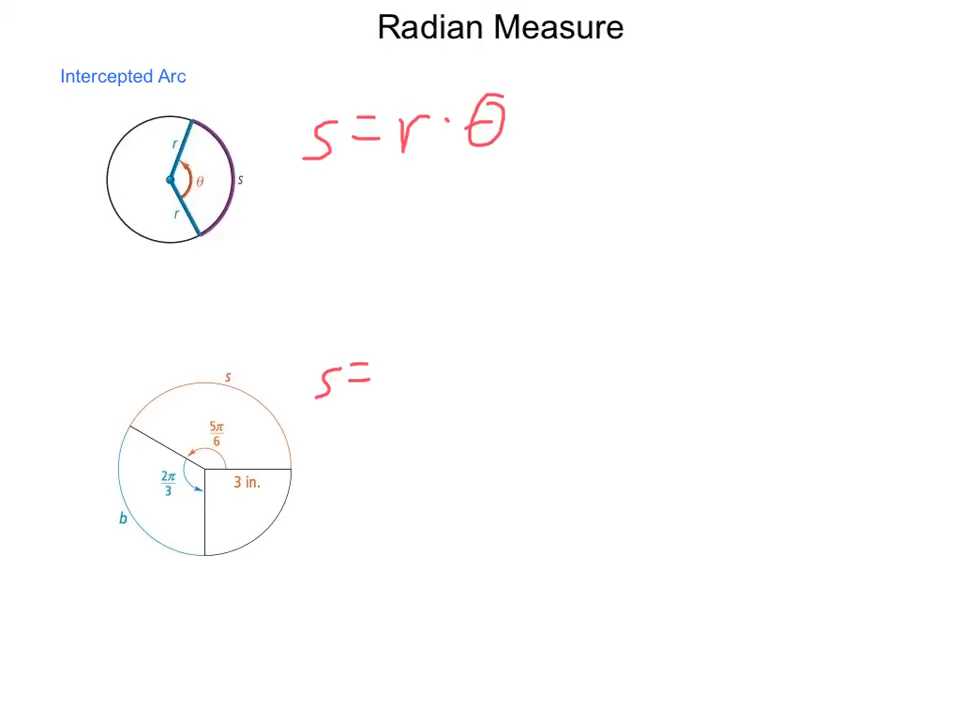 Radian Measure
Intercepted Arc
s = r · θ
r
θ
s
r
s =
s
5π/6
2π/3
3 in.
b